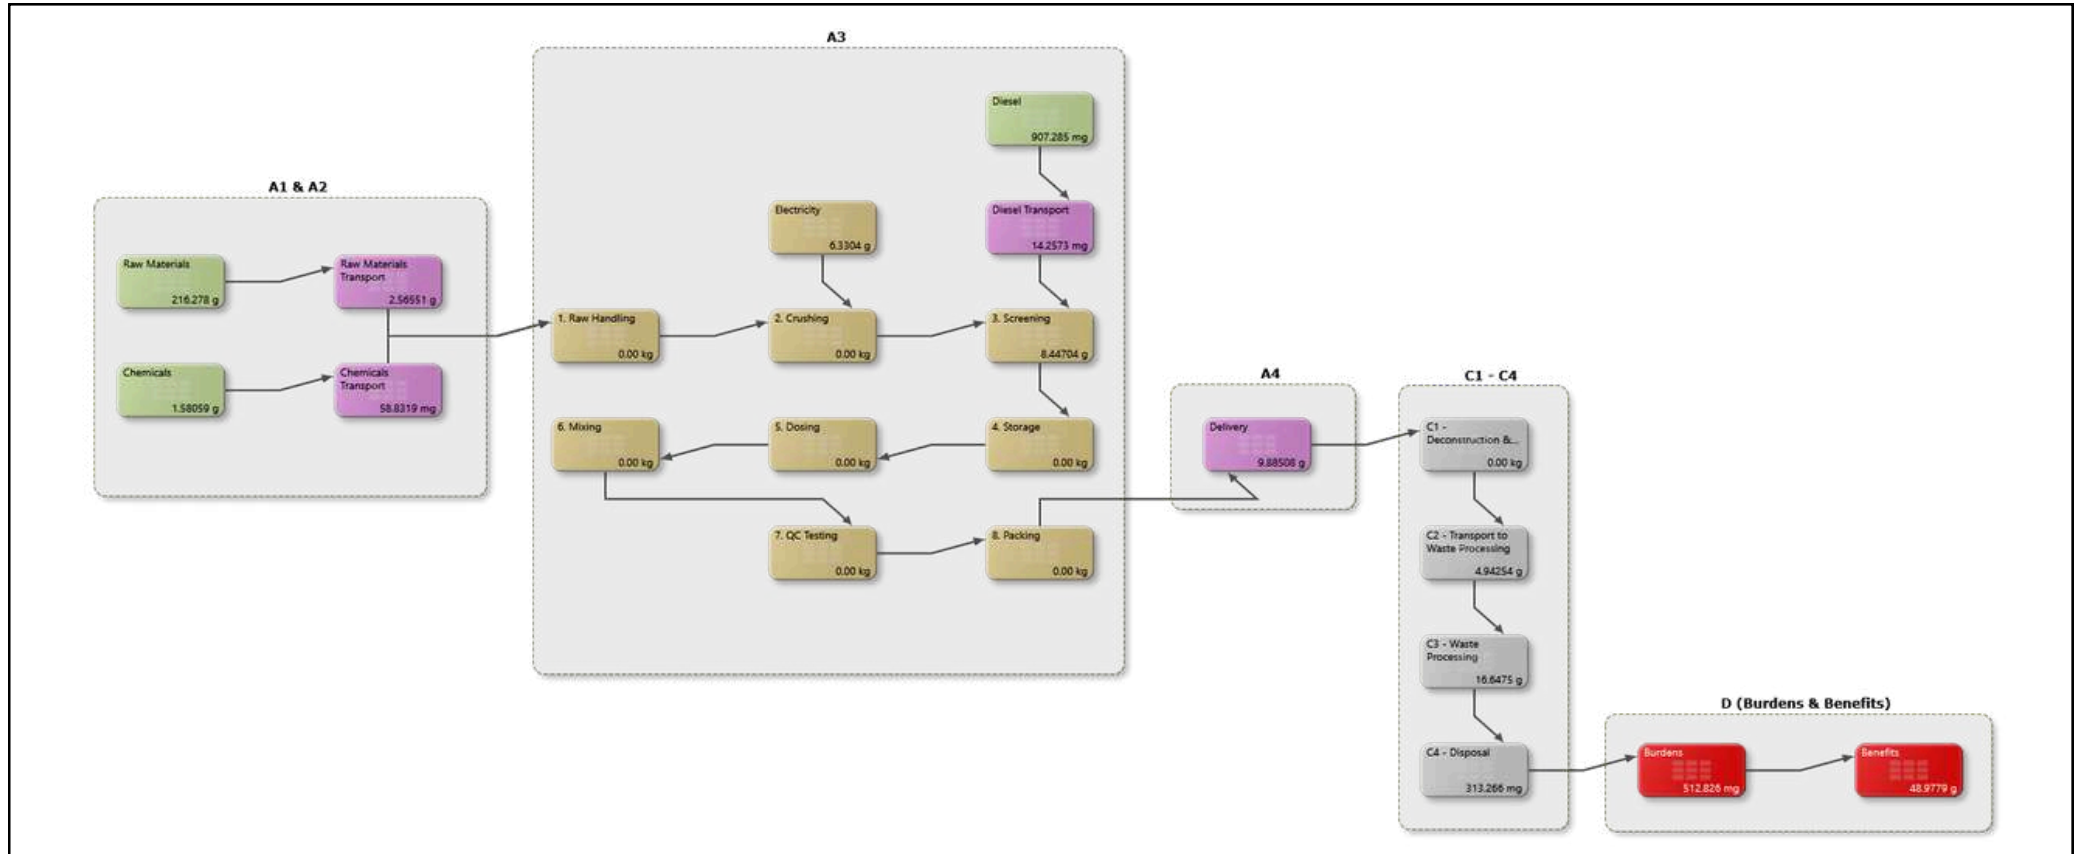 A1 & A2
Raw Materials
216.278 g
Raw Materials
Transport
2.56551 g
Chemicals
1.58059 g
Chemicals
Transport
58.8319 mg
A3
Diesel
907.285 mg
Electricity
6.3304 g
Diesel Transport
14.2573 mg
1. Raw Handling
0.00 kg
2. Crushing
0.00 kg
3. Screening
8.44704 g
6. Mixing
0.00 kg
5. Dosing
0.00 kg
4. Storage
0.00 kg
7. QC Testing
0.00 kg
8. Packing
0.00 kg
A4
Delivery
9.88508 g
C1 - C4
C1 -
Deconstruction &...
0.00 kg
C2 - Transport to
Waste Processing
4.94254 g
C3 - Waste
Processing
16.6475 g
C4 - Disposal
313.266 mg
D (Burdens & Benefits)
Burdens
512.826 mg
Benefits
48.9779 g